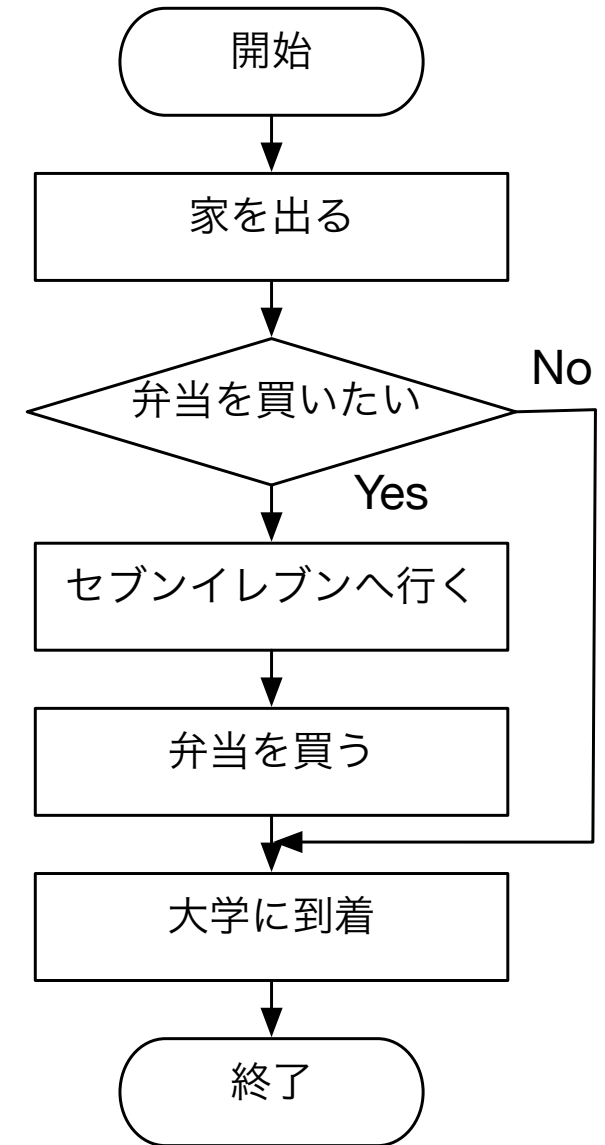 開始
家を出る
弁当を買いたい
No
Yes
セブンイレブンへ行く
弁当を買う
大学に到着
終了